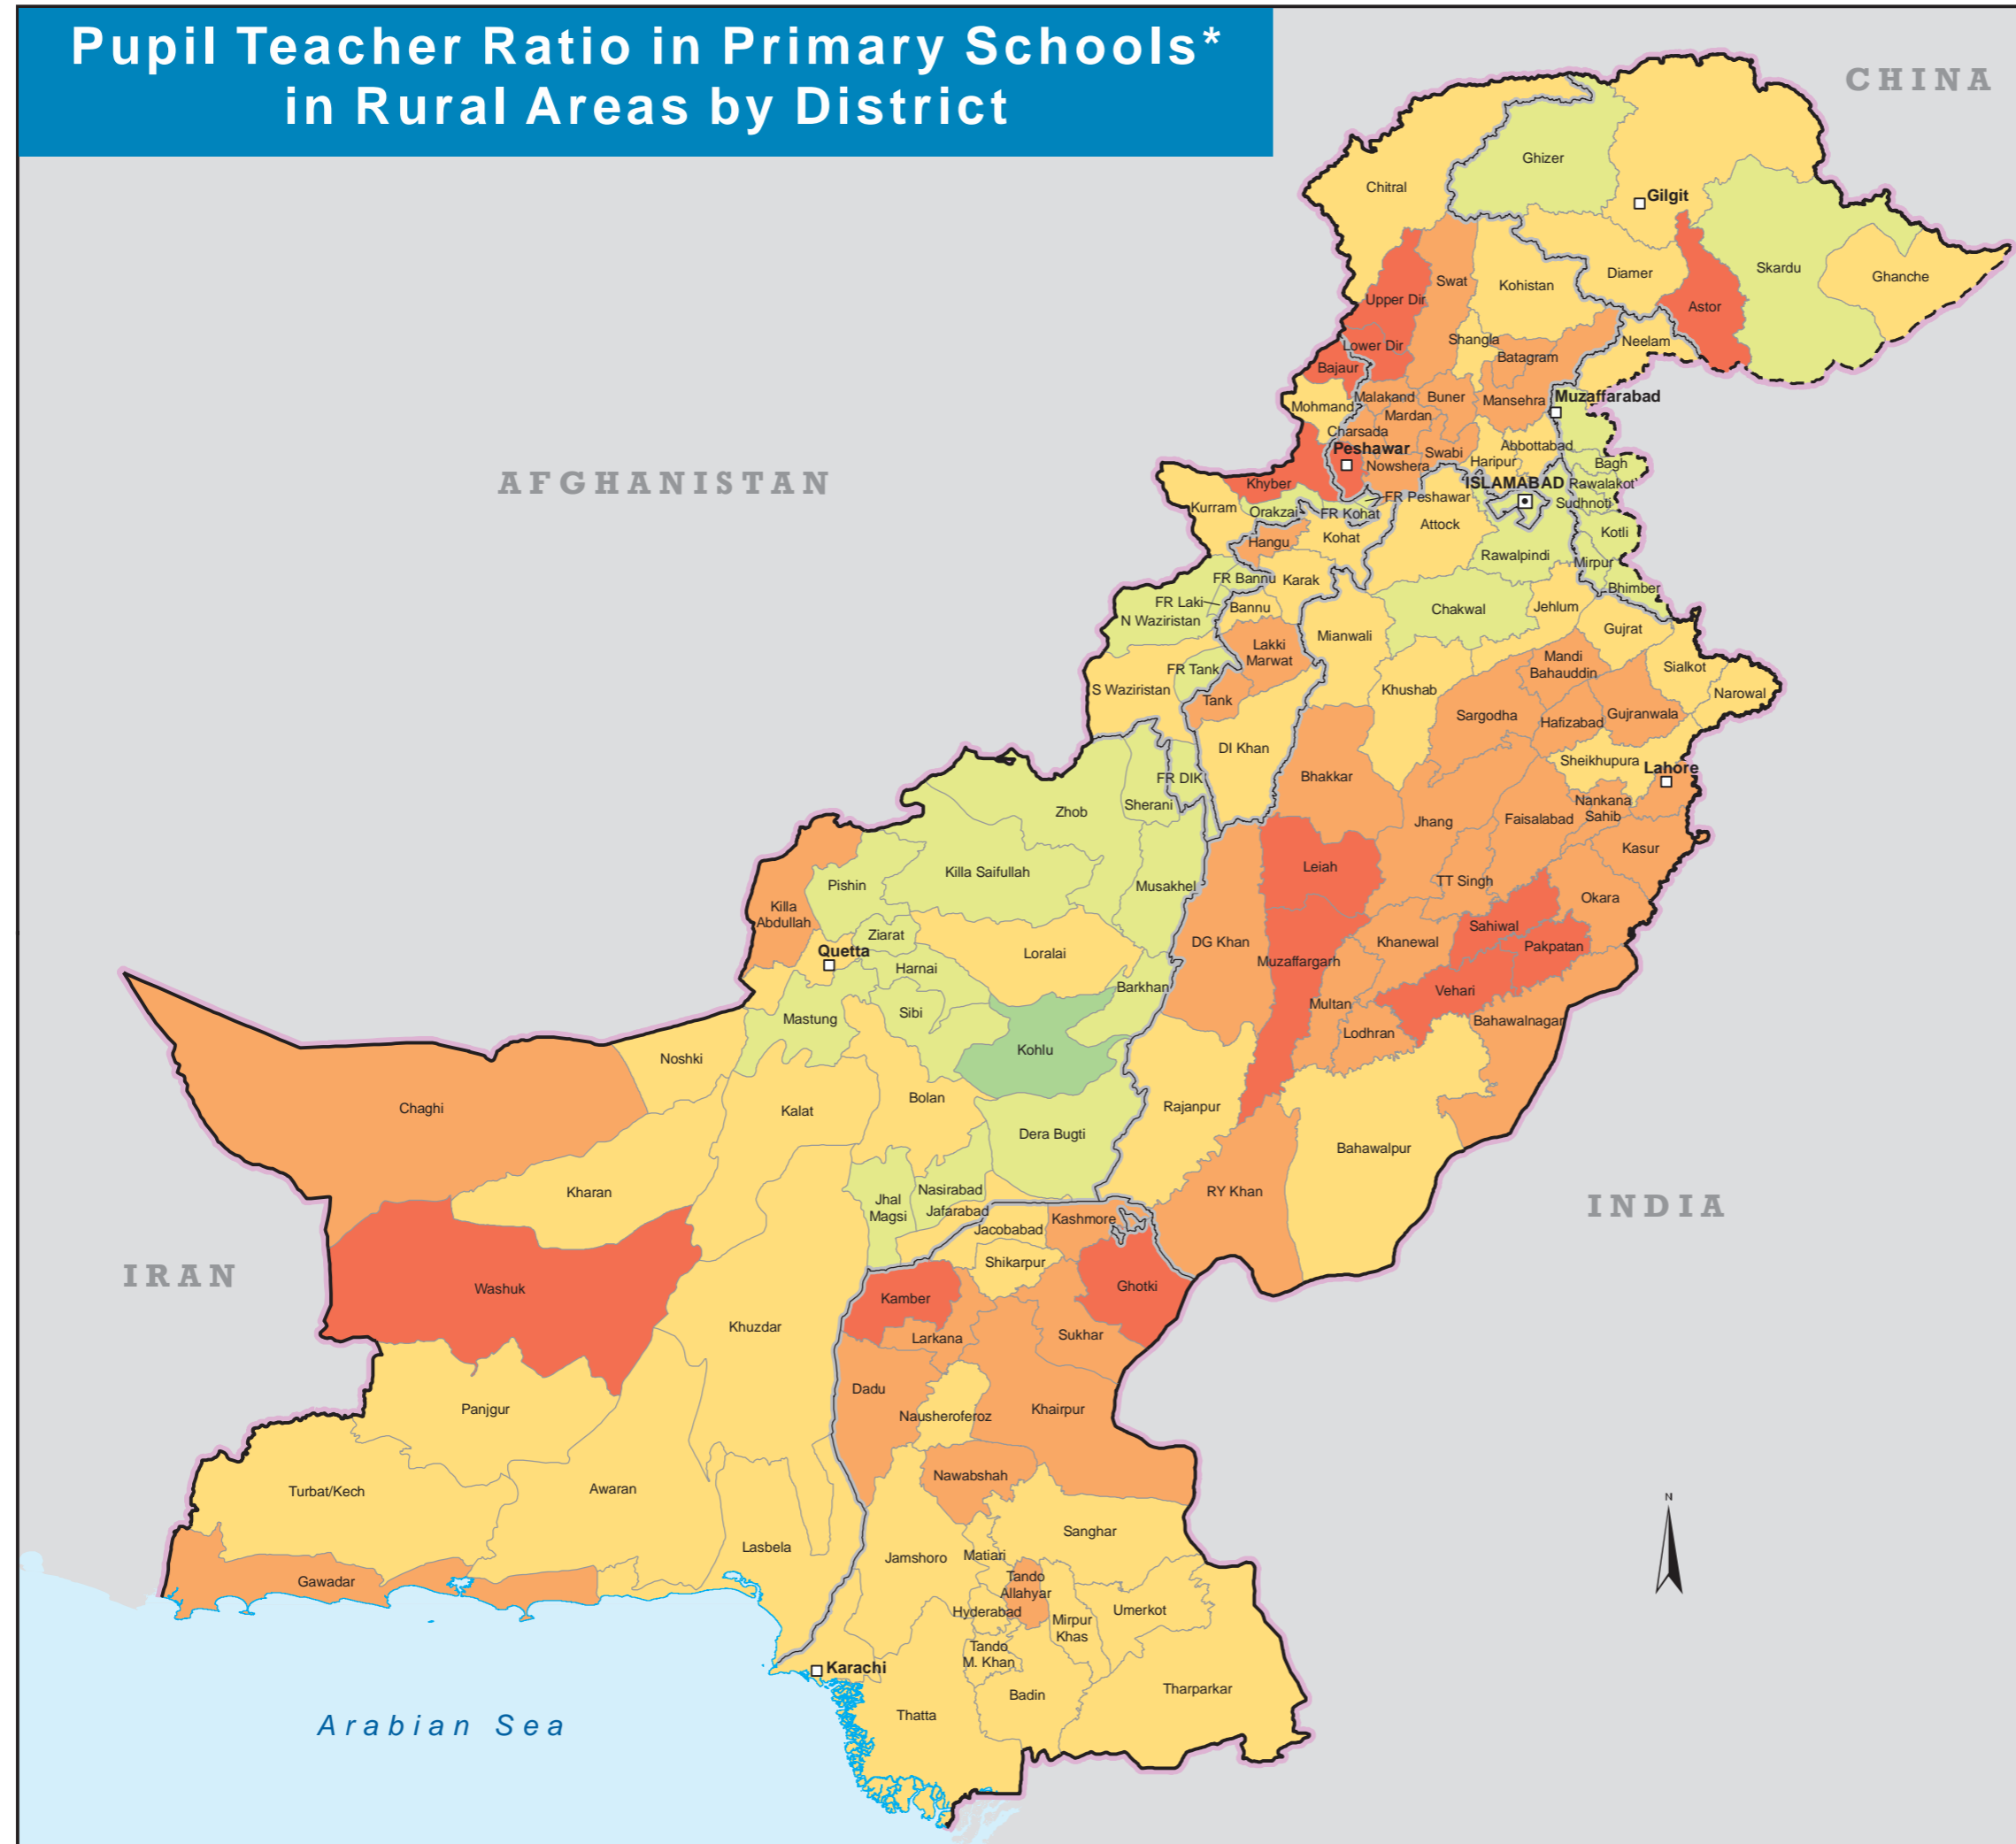 Pupil Teacher Ratio in Primary Schools*
in Rural Areas by District
CHINA
Ghizer
Chitral
Gilgit
Skardu
Diamer
Ghanche
Swat
Kohistan
Upper Dir
Astor
Shangla
Neelam
Lower Dir
Batagram
Bajaur
Malakand
Buner
Mansehra
Muzaffarabad
Mohmand
Mardan
Charsada
Abbottabad
Peshawar
Swabi
Haripur
Bagh
Nowshera
Khyber
ISLAMABAD
Rawalakot
AFGHANISTAN
FR Peshawar
Sudhnoti
Kurram
Orakzai
FR Kohat
Attock
Kotli
Hangu
Kohat
Rawalpindi
Mirpur
FR Bannu
Karak
Bhimber
FR Laki
Bannu
Chakwal
Jehlum
N Waziristan
Mianwali
Gujrat
Lakki
Marwat
Mandi
Bahauddin
Sialkot
FR Tank
S Waziristan
Khushab
Narowal
Tank
Sargodha
Hafizabad
Gujranwala
DI Khan
Sheikhupura
Lahore
FR DIK
Bhakkar
Sherani
Zhob
Nankana
Sahib
Jhang
Faisalabad
Kasur
Leiah
Killa Saifullah
TT Singh
Pishin
Musakhel
Okara
Killa
Abdullah
Sahiwal
Ziarat
DG Khan
Khanewal
Pakpatan
Quetta
Loralai
Muzaffargarh
Harnai
Barkhan
Vehari
Multan
Sibi
Mastung
Bahawalnagar
Lodhran
Kohlu
Noshki
Bolan
Rajanpur
Chaghi
Kalat
Dera Bugti
Bahawalpur
Kharan
Nasirabad
RY Khan
Jhal
Magsi
Jafarabad
INDIA
Kashmore
Jacobabad
IRAN
Shikarpur
Washuk
Ghotki
Kamber
Khuzdar
Larkana
Sukhar
Dadu
Panjgur
Khairpur
Nausheroferoz
Nawabshah
Turbat/Kech
Awaran
N
Sanghar
Lasbela
Jamshoro
Matiari
Gawadar
Tando
Allahyar
Hyderabad
Umerkot
Mirpur
Khas
Tando
M. Khan
Karachi
Badin
Tharparkar
Thatta
Arabian Sea